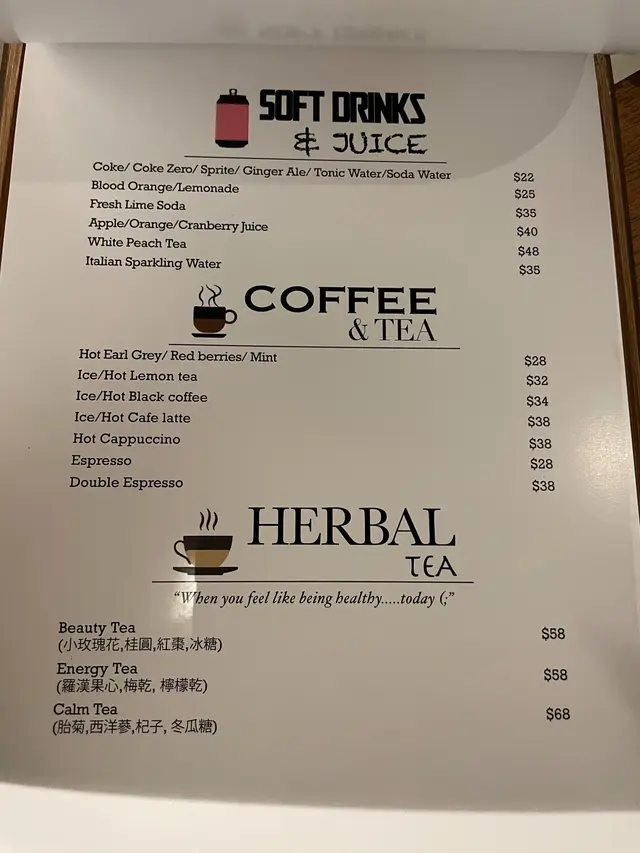 SOFT DRINKS
& JUICE
Coke/ Coke Zero/ Sprite/ Ginger Ale/ Tonic Water/Soda Water $22
Blood Orange/Lemonade $25
Fresh Lime Soda $35
Apple/Orange/Cranberry Juice $40
White Peach Tea $48
Italian Sparkling Water $35
COFFEE
& TEA
Hot Earl Grey/ Red berries/ Mint $28
Ice/Hot Lemon tea $32
Ice/Hot Black coffee $34
Ice/Hot Cafe latte $38
Hot Cappuccino $38
Espresso $28
Double Espresso $38
HERBAL
TEA
“When you feel like being healthy.....today (;”
Beauty Tea $58
(小玫瑰花,桂圓,紅棗,冰糖)
Energy Tea $58
(羅漢果心,梅乾, 檸檬乾)
Calm Tea $68
(胎菊,西洋蔘,杞子, 冬瓜糖)